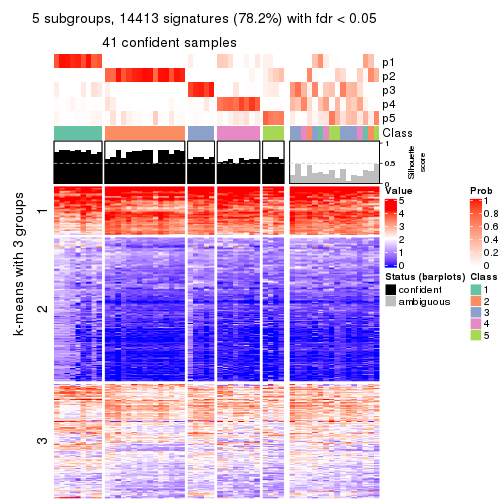 5 subgroups, 14413 signatures (78.2%) with fdr < 0.05
41 confident samples
p1
p2
p3
p4
p5
Class
1
0.5
0
Silhouette
score
k-means with 3 groups
1
2
3
Value
5
4
3
2
1
0
Prob
1
0.8
0.6
0.4
0.2
0
Status (barplots)
confident
ambiguous
Class
1
2
3
4
5